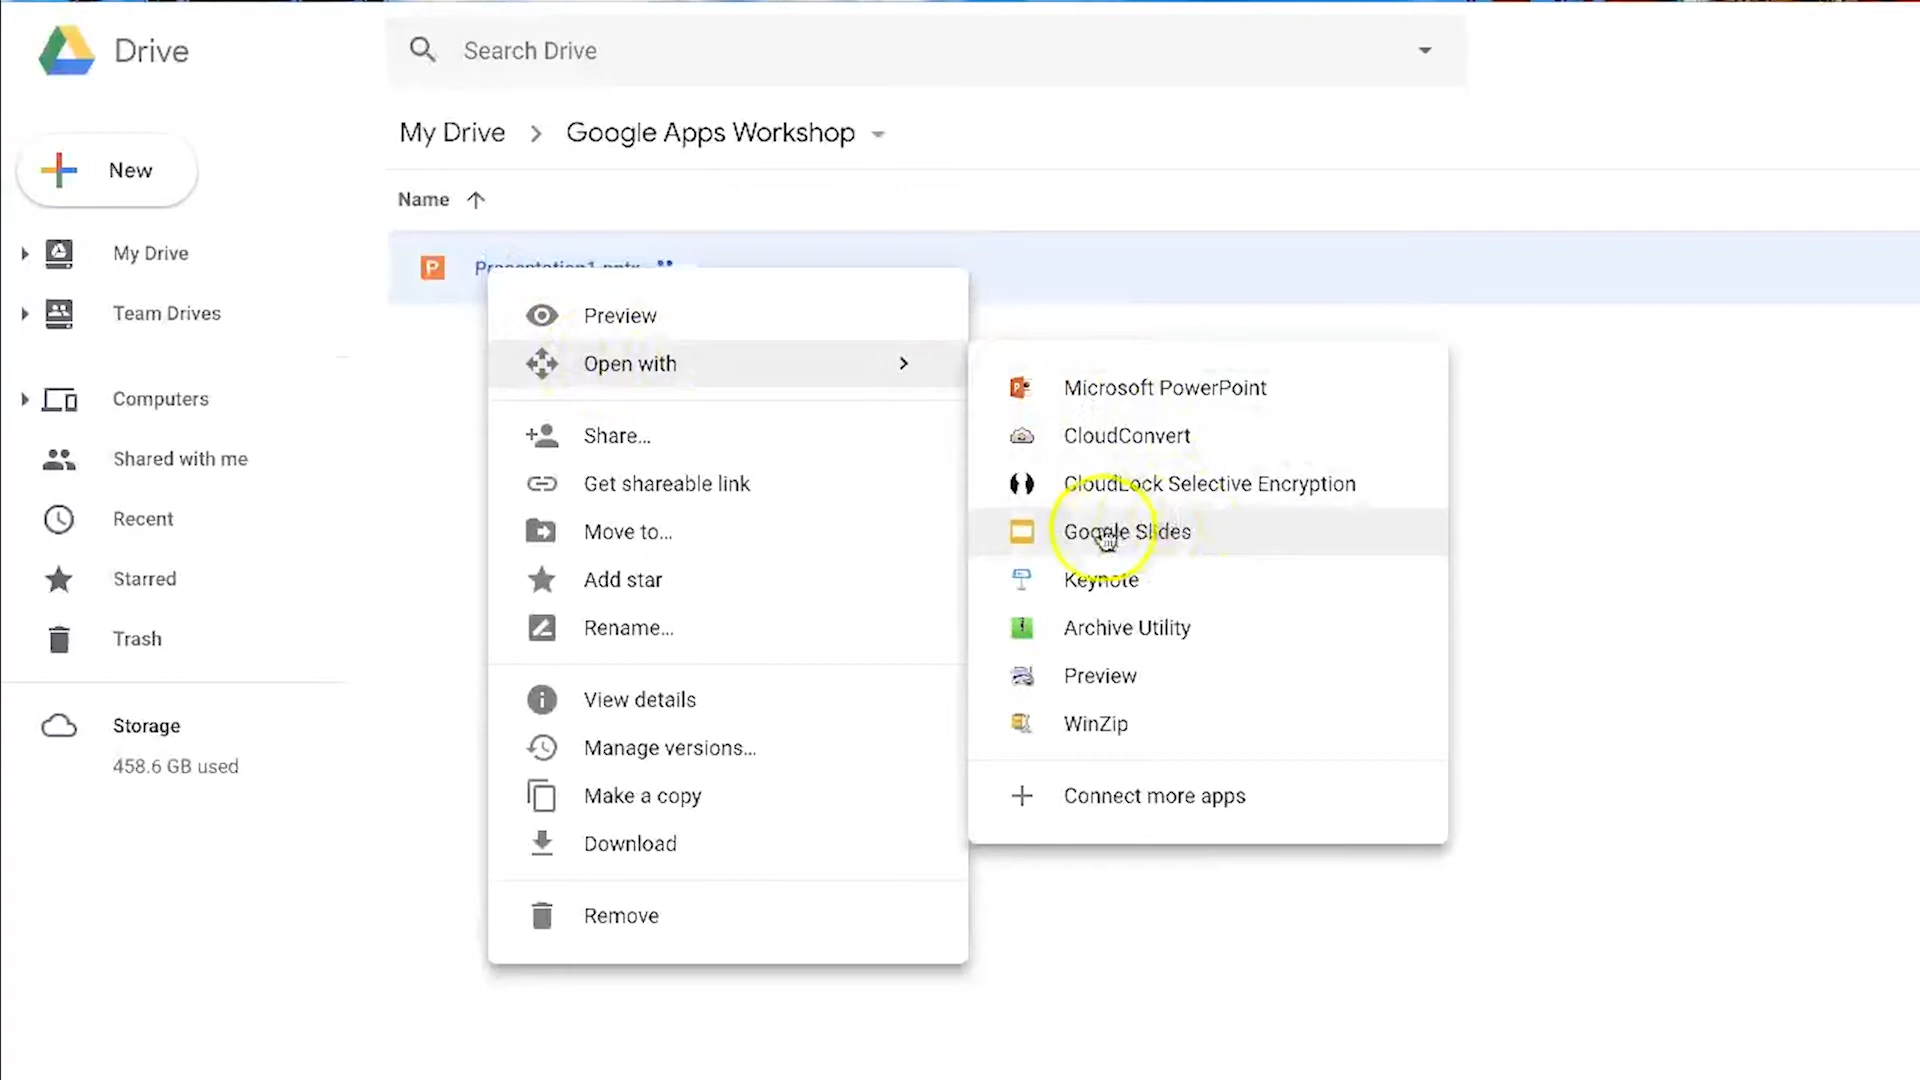 Drive
Search Drive
My Drive > Google Apps Workshop
New
Name
My Drive
Presentation1.pptx
Team Drives
Computers
Shared with me
Recent
Starred
Trash
Storage
458.6 GB used
Preview
Open with
Share...
Get shareable link
Move to...
Add star
Rename...
View details
Manage versions...
Make a copy
Download
Remove
Microsoft PowerPoint
CloudConvert
CloudLock Selective Encryption
Google Slides
Keynote
Archive Utility
Preview
WinZip
Connect more apps